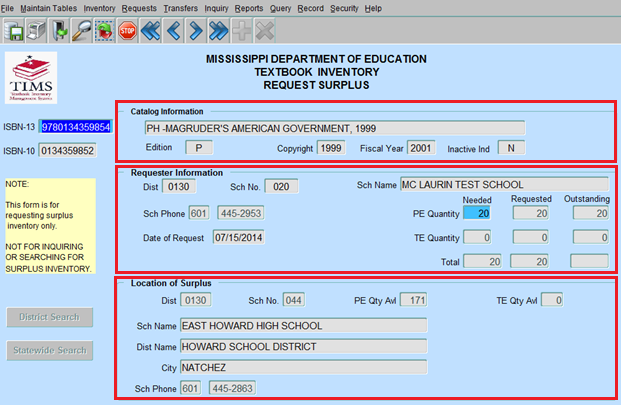 File Maintain Tables Inventory Requests Transfers Inquiry Reports Query Record Security Help
STOP
MISSISSIPPI DEPARTMENT OF EDUCATION
TEXTBOOK INVENTORY
REQUEST SURPLUS
TIMS
Textbook Inventory
Management System
Catalog Information
ISBN-13 9780134359854
PH -MAGRUDER'S AMERICAN GOVERNMENT, 1999
ISBN-10 0134359852
Edition P Copyright 1999 Fiscal Year 2001 Inactive Ind N
Requester Information
NOTE:
This form is for
requesting surplus
inventory only.
NOT FOR INQUIRING
OR SEARCHING FOR
SURPLUS INVENTORY.
Dist 0130 Sch No. 020 Sch Name MC LAURIN TEST SCHOOL
Needed Requested Outstanding
Sch Phone 601 445-2953 PE Quantity 20 20 20
Date of Request 07/15/2014 TE Quantity 0 0 0
Total 20 20
Location of Surplus
Dist 0130 Sch No. 044 PE Qty Avl 171 TE Qty Avl 0
District Search
Sch Name EAST HOWARD HIGH SCHOOL
Statewide Search
Dist Name HOWARD SCHOOL DISTRICT
City NATCHEZ
Sch Phone 601 445-2863